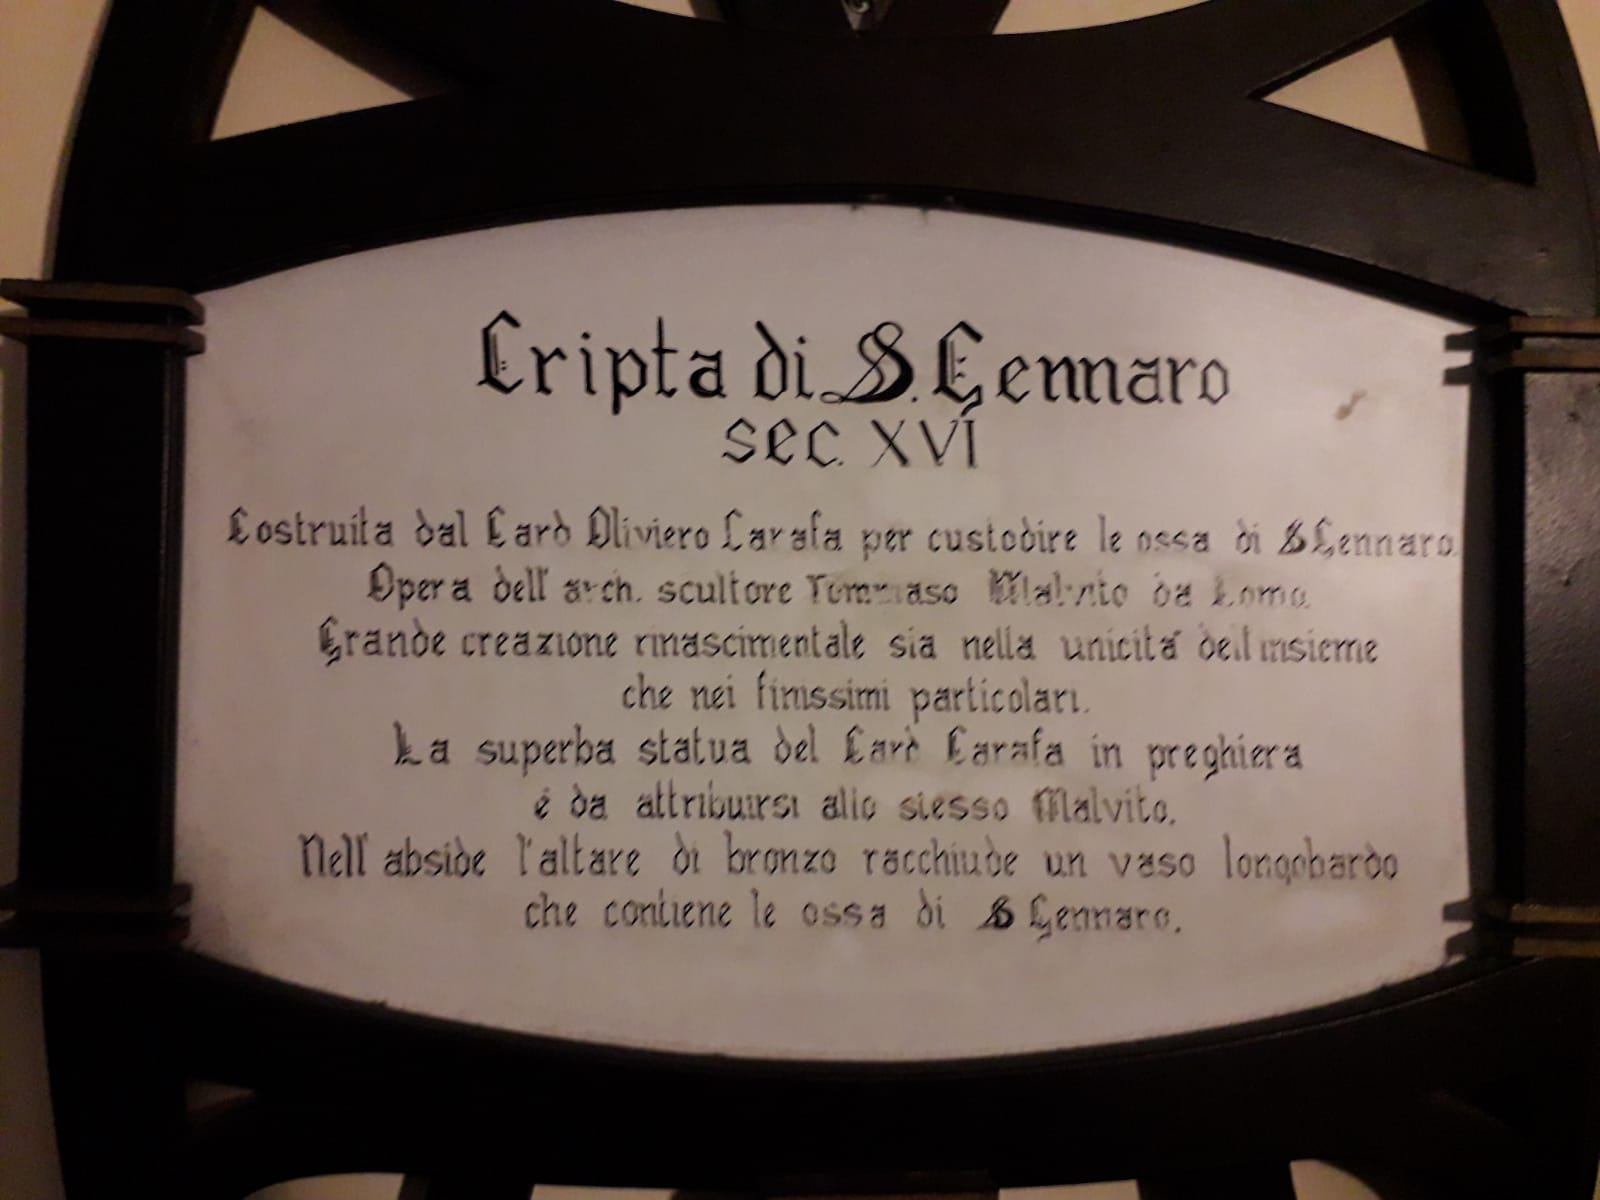 Cripta di S. Gennaro
sec. XVI
Costruita dal Card Oliviero Carafa per custodire le ossa di S Gennaro.
Opera dell' arch. scultore Tommaso Malvito da Como.
Grande creazione rinascimentale sia nella unicita' dell insieme
che nei finissimi particolari.
La superba statua del Card Carafa in preghiera
é da attribuirsi allo stesso Malvito.
Nell' abside l'altare di bronzo racchiude un vaso longobardo
che contiene le ossa di S Gennaro.